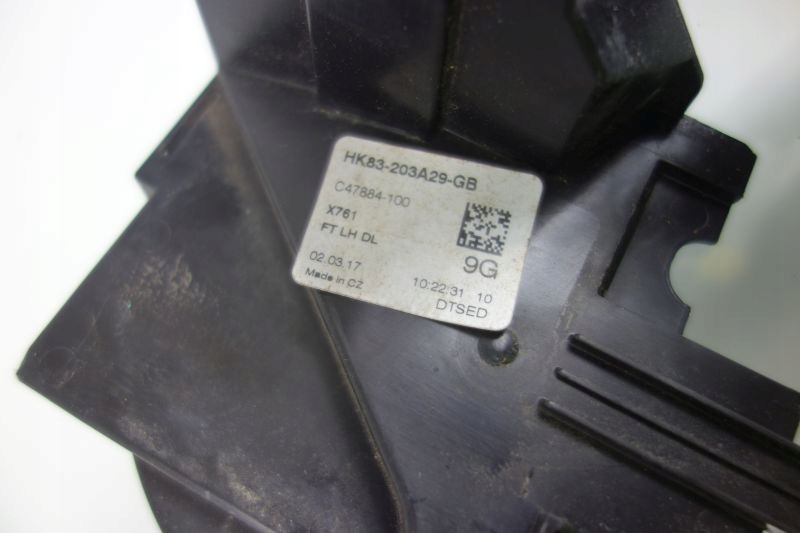 HK83-203A29-GB
C47884-100
X761
FT LH DL
9G
02.03.17 10:22:31 10
Made in CZ DTSED